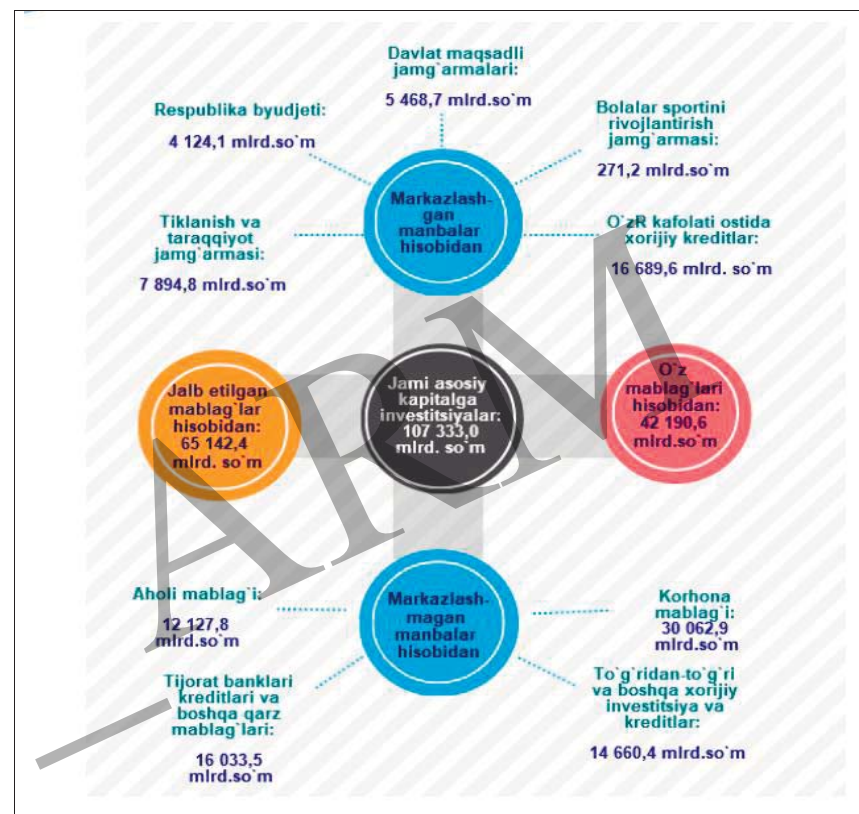 Davlat maqsadli
jamg`armalari:
5 468,7 mlrd.so`m
Respublika byudjeti:
4 124,1 mlrd.so`m
Bolalar sportini
rivojlantirish
jamg`armasi:
271,2 mlrd.so`m
Markazlash-
gan
manbalar
hisobidan
Tiklanish va
taraqqiyot
jamg`armasi:
7 894,8 mlrd.so`m
O`zR kafolati ostida
xorijiy kreditlar:
16 689,6 mlrd. so`m
Jalb etilgan
mablag`lar
hisobidan:
65 142,4
mlrd. so`m
Jami asosiy
kapitalga
investitsiyalar:
107 333,0
mlrd. so`m
O`z
mablag`lari
hisobidan:
42 190,6
mlrd.so`m
Aholi mablag`i:
12 127,8
mlrd.so`m
Markazlash-
magan
manbalar
hisobidan
Korhona
mablag`i:
30 062,9
mlrd.so`m
Tijorat banklari
kreditlari va
boshqa qarz
mablag`lari:
16 033,5
mlrd.so`m
To`g`ridan-to`g`ri
va boshqa xorijiy
investitsiya va
kreditlar:
14 660,4 mlrd.so`m
_ARM